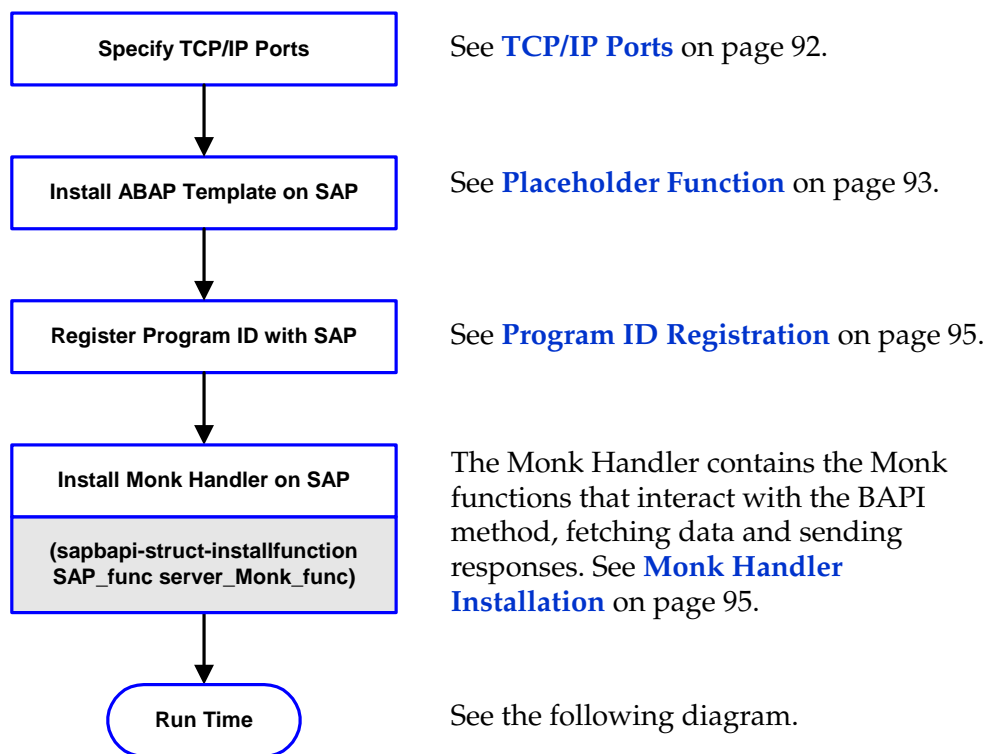 Specify TCP/IP Ports
See TCP/IP Ports on page 92.
Install ABAP Template on SAP
See Placeholder Function on page 93.
Register Program ID with SAP
See Program ID Registration on page 95.
Install Monk Handler on SAP
(sapbapi-struct-installfunction
SAP_func server_Monk_func)
The Monk Handler contains the Monk
functions that interact with the BAPI
method, fetching data and sending
responses. See Monk Handler
Installation on page 95.
Run Time
See the following diagram.